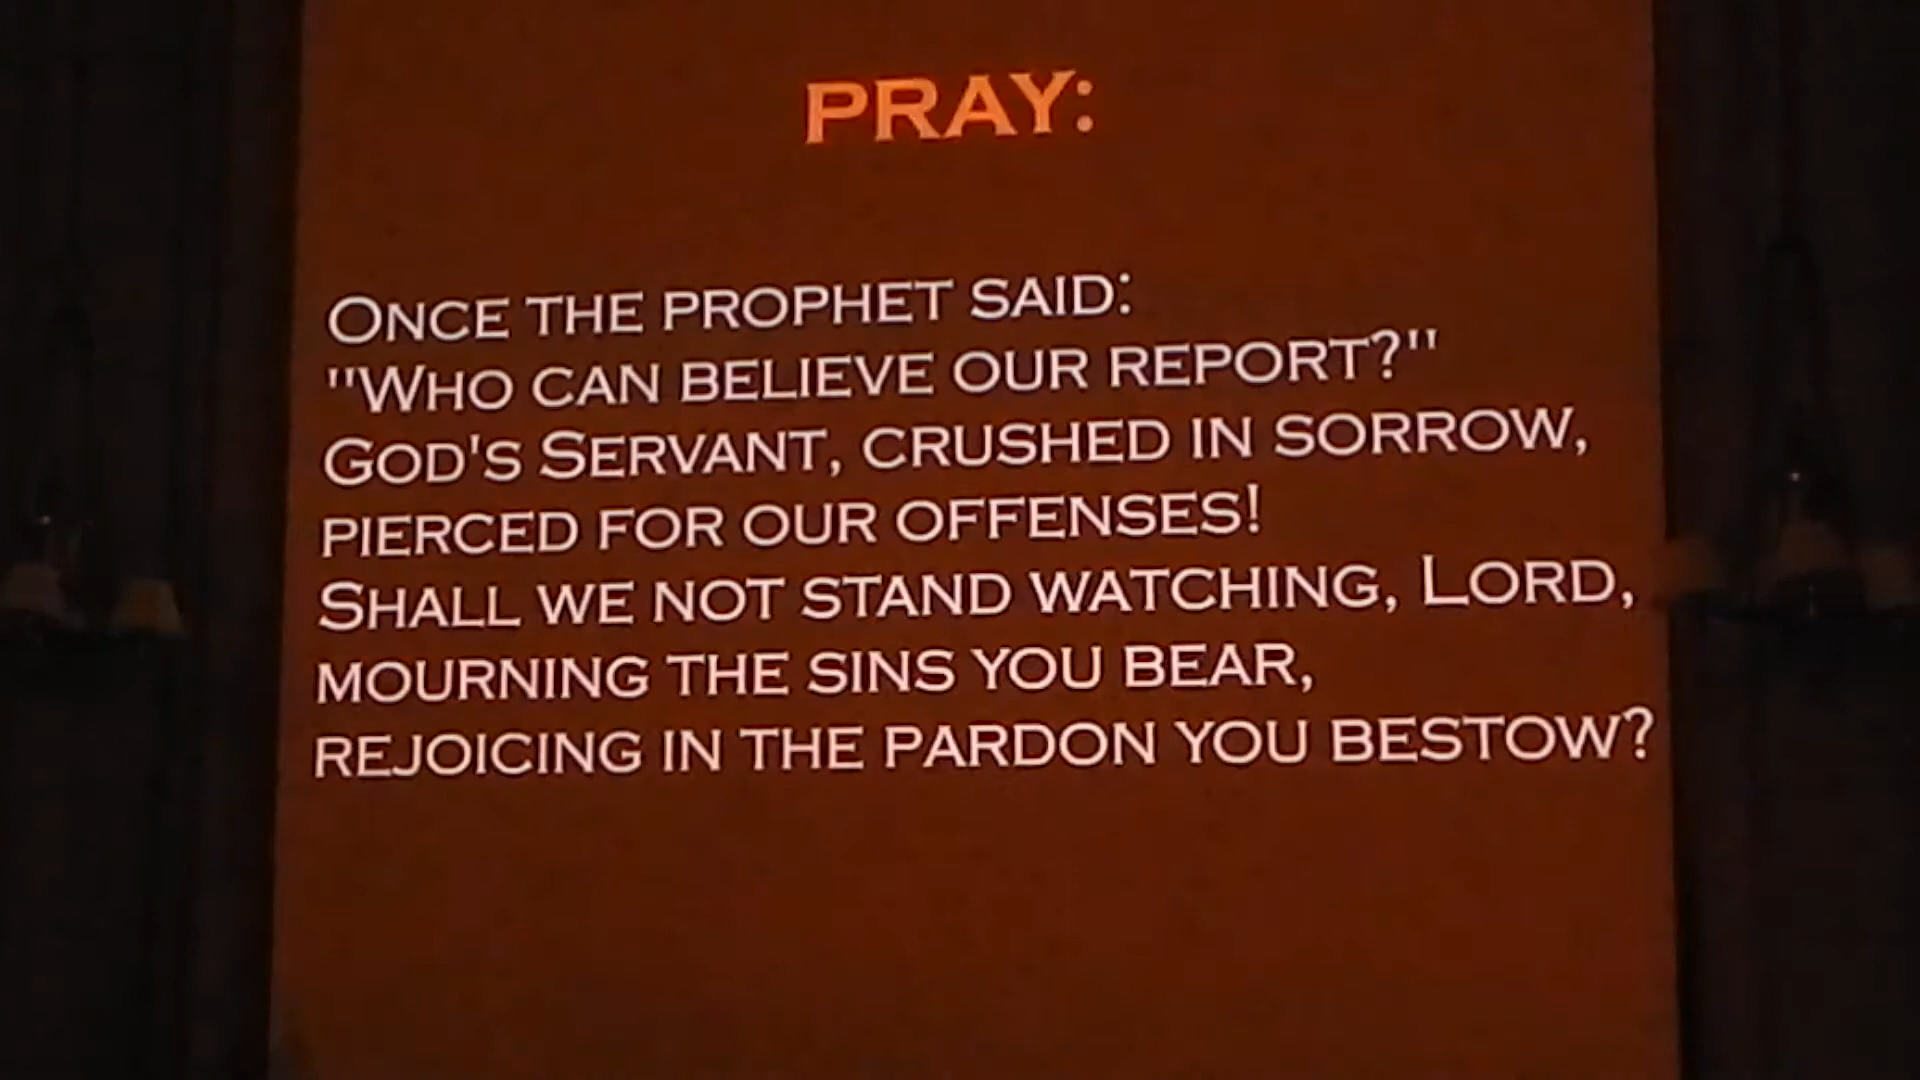 PRAY:
ONCE THE PROPHET SAID:
"WHO CAN BELIEVE OUR REPORT?"
GOD'S SERVANT, CRUSHED IN SORROW,
PIERCED FOR OUR OFFENSES!
SHALL WE NOT STAND WATCHING, LORD,
MOURNING THE SINS YOU BEAR,
REJOICING IN THE PARDON YOU BESTOW?